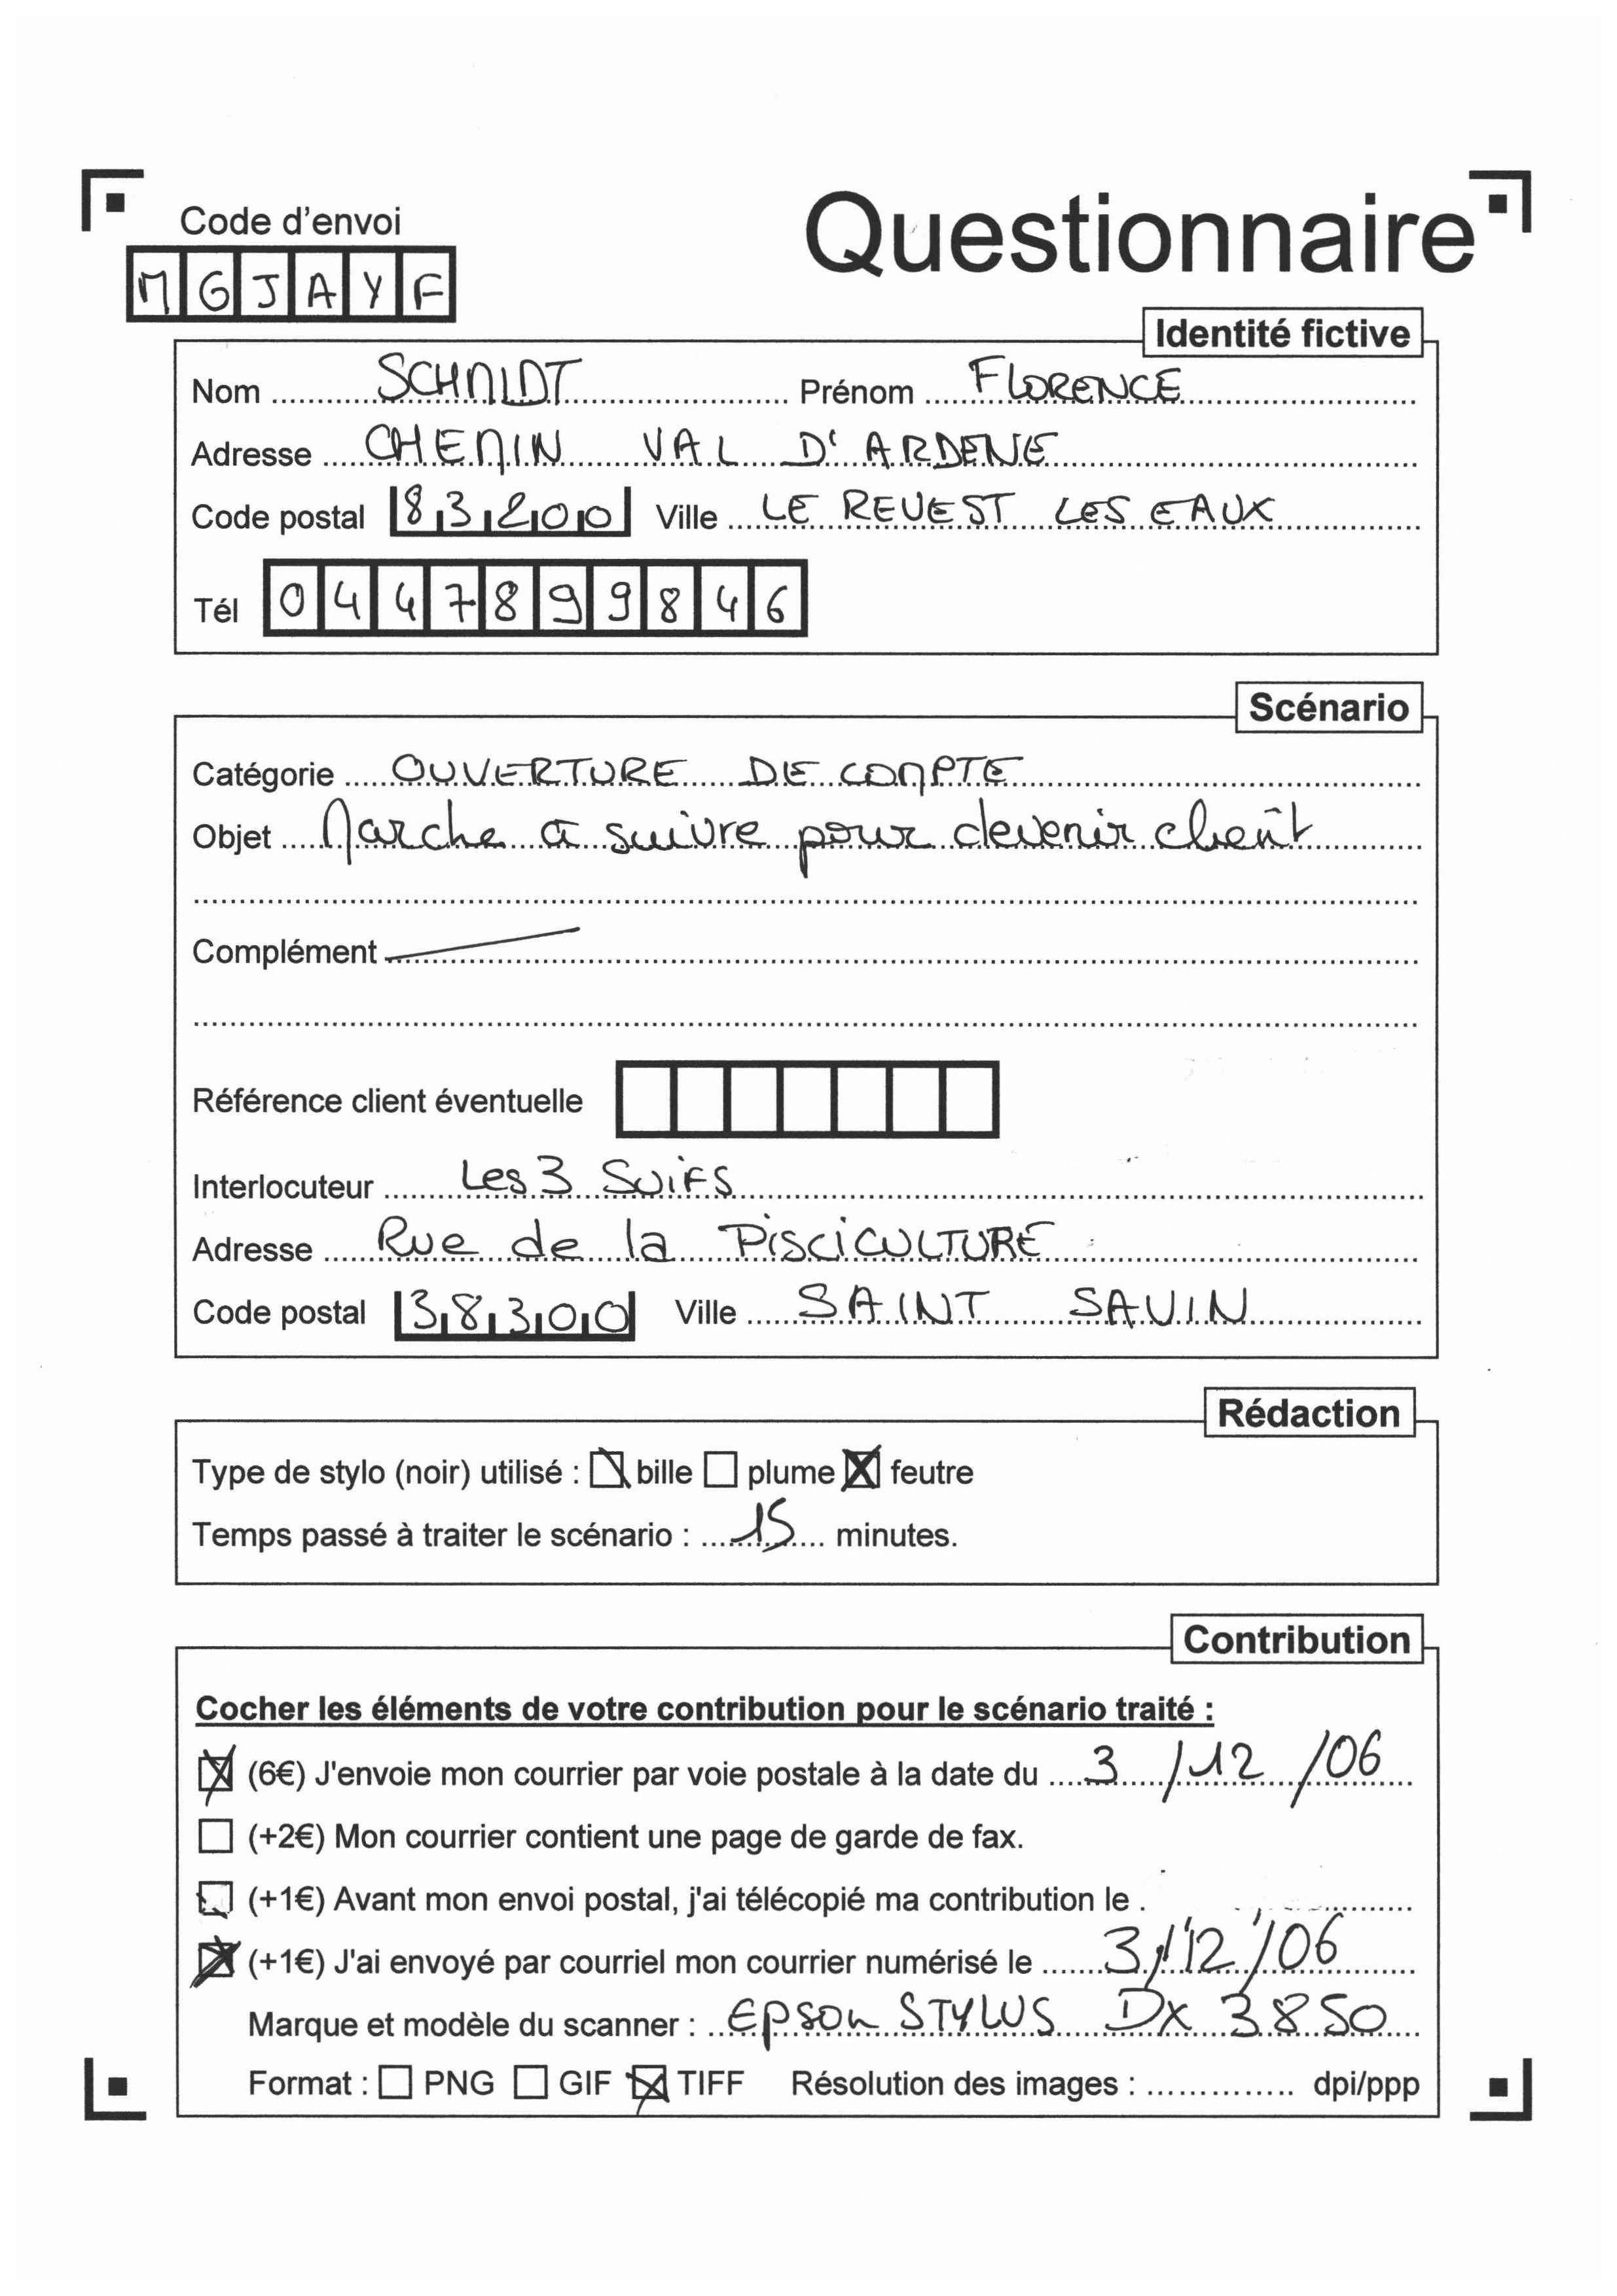 Code d'envoi
Questionnaire
MGJAYF
Identité fictive
Nom SCHMIDT Prénom FLORENCE
Adresse CHEMIN VAL D'ARDENE
Code postal 83200 Ville LE REVEST LES EAUX
Tél 0447899846
Scénario
Catégorie OUVERTURE DE COMPTE
Objet Marche à suivre pour devenir client
Complément
Référence client éventuelle
Interlocuteur Les 3 SUIFS
Adresse Rue de la PISCICULTURE
Code postal 38300 Ville SAINT SAVIN
Rédaction
Type de stylo (noir) utilisé : bille plume feutre
Temps passé à traiter le scénario : 15 minutes.
Contribution
Cocher les éléments de votre contribution pour le scénario traité :
(6€) J'envoie mon courrier par voie postale à la date du 3/12/06
(+2€) Mon courrier contient une page de garde de fax.
(+1€) Avant mon envoi postal, j'ai télécopié ma contribution le
(+1€) J'ai envoyé par courriel mon courrier numérisé le 3/12/06
Marque et modèle du scanner : EPSON STYLUS DX 3850
Format : PNG GIF TIFF Résolution des images : dpi/ppp